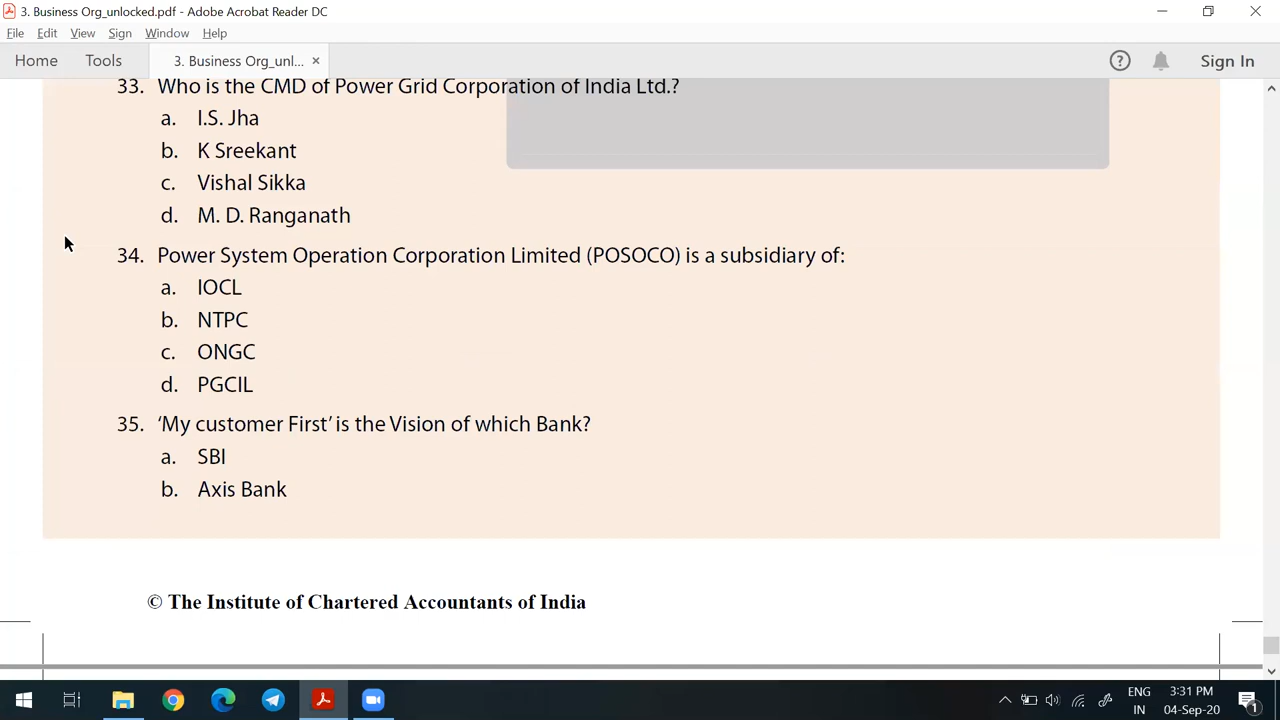 3. Business Org_unlocked.pdf - Adobe Acrobat Reader DC
File Edit View Sign Window Help
Home Tools 3. Business Org_unl... × Sign In
33. Who is the CMD of Power Grid Corporation of India Ltd.?
a. I.S. Jha
b. K Sreekant
c. Vishal Sikka
d. M. D. Ranganath
34. Power System Operation Corporation Limited (POSOCO) is a subsidiary of:
a. IOCL
b. NTPC
c. ONGC
d. PGCIL
35. ‘My customer First’ is the Vision of which Bank?
a. SBI
b. Axis Bank
© The Institute of Chartered Accountants of India
ENG 3:31 PM
IN 04-Sep-20 1